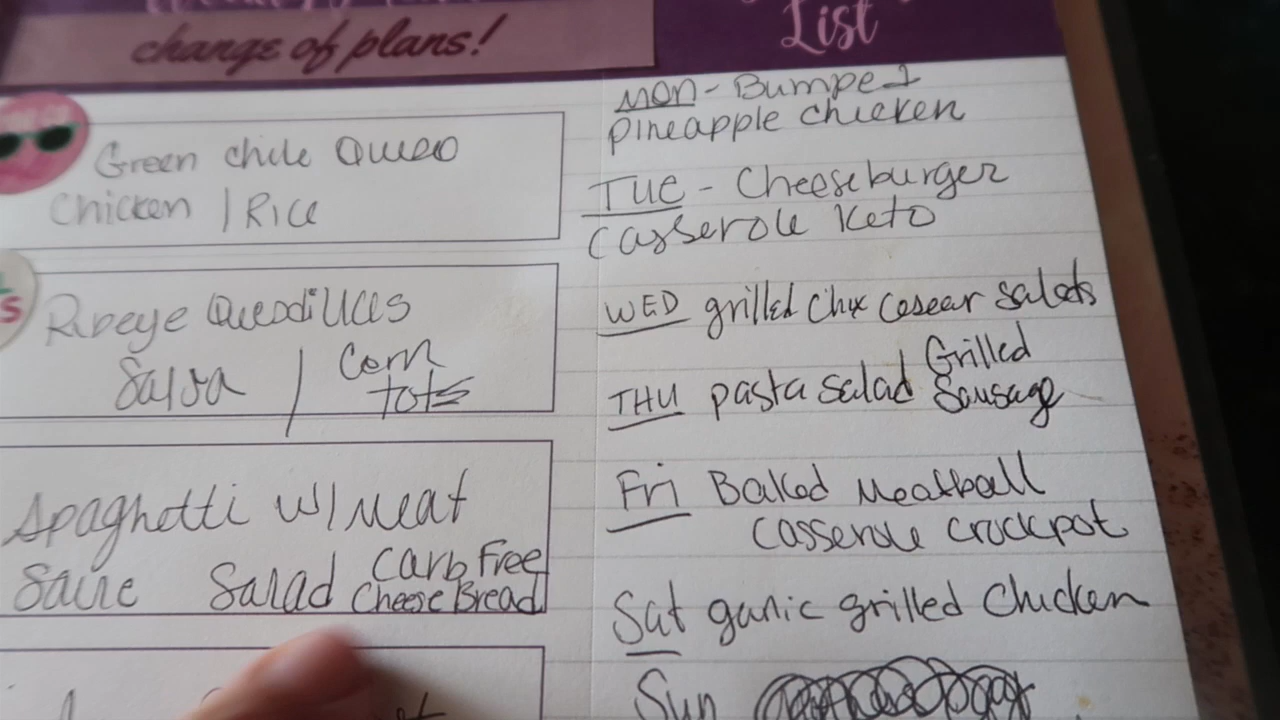 change of plans!
Green chile Queso
Chicken / Rice
Ribeye Quesadillas
Salsa / Corn
tots
Spaghetti w/ Meat
Sauce Salad Carb Free
Cheese Bread
List
Mon - Bumped
Pineapple chicken
TUE - Cheeseburger
Casserole Keto
WED grilled chix cesear salads
THU pasta salad Grilled
Sausage
Fri Baked Meatball
Casserole Crockpot
Sat garlic grilled Chicken
Sun